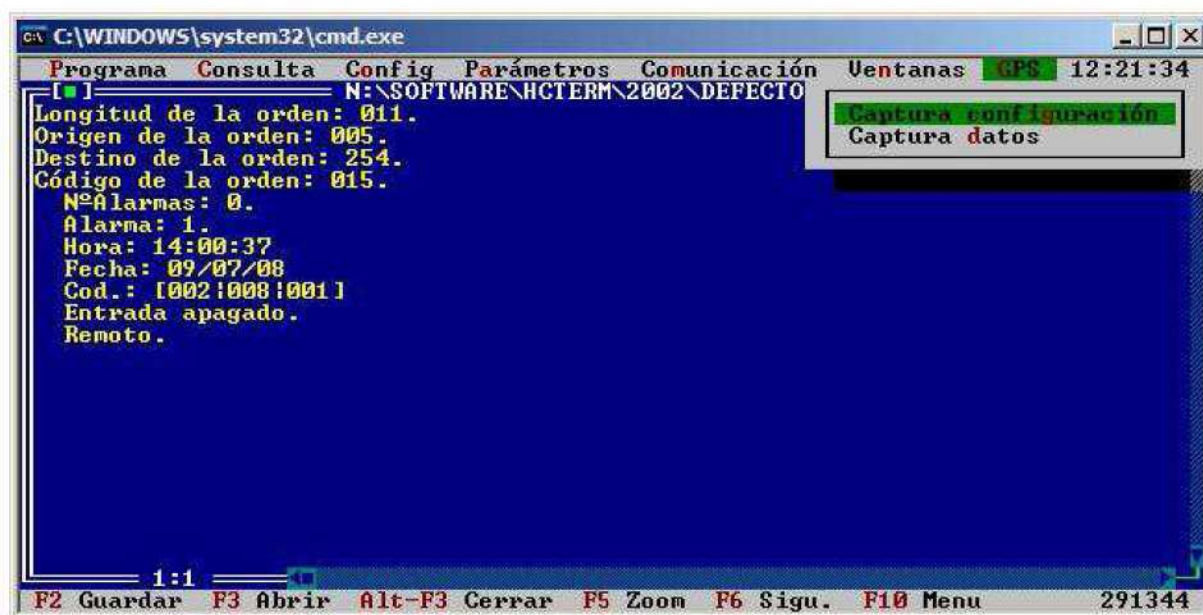 C:\WINDOWS\system32\cmd.exe
Programa Consulta Config Parámetros Comunicación Ventanas GPS 12:21:34
N:\SOFTWARE\HCTERM\2002\DEFECTO
Captura configuración
Captura datos
Longitud de la orden: 011.
Origen de la orden: 005.
Destino de la orden: 254.
Código de la orden: 015.
NºAlarmas: 0.
Alarma: 1.
Hora: 14:00:37
Fecha: 09/07/08
Cod.: [002¦008¦001]
Entrada apagado.
Remoto.
1:1
F2 Guardar F3 Abrir Alt-F3 Cerrar F5 Zoom F6 Sigu. F10 Menu 291344